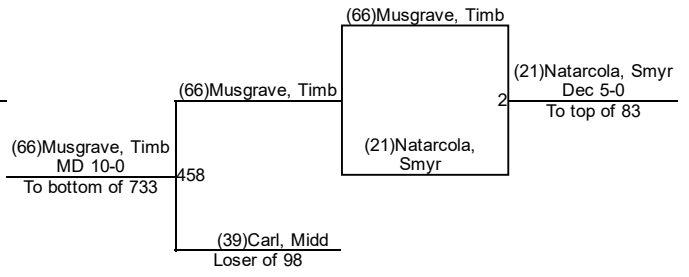 (66)Musgrave, Timb
(21)Natarcola, Smyr
Dec 5-0
To top of 83
2
(66)Musgrave, Timb
(21)Natarcola,
Smyr
(66)Musgrave, Timb
MD 10-0
To bottom of 733
458
(39)Carl, Midd
Loser of 98